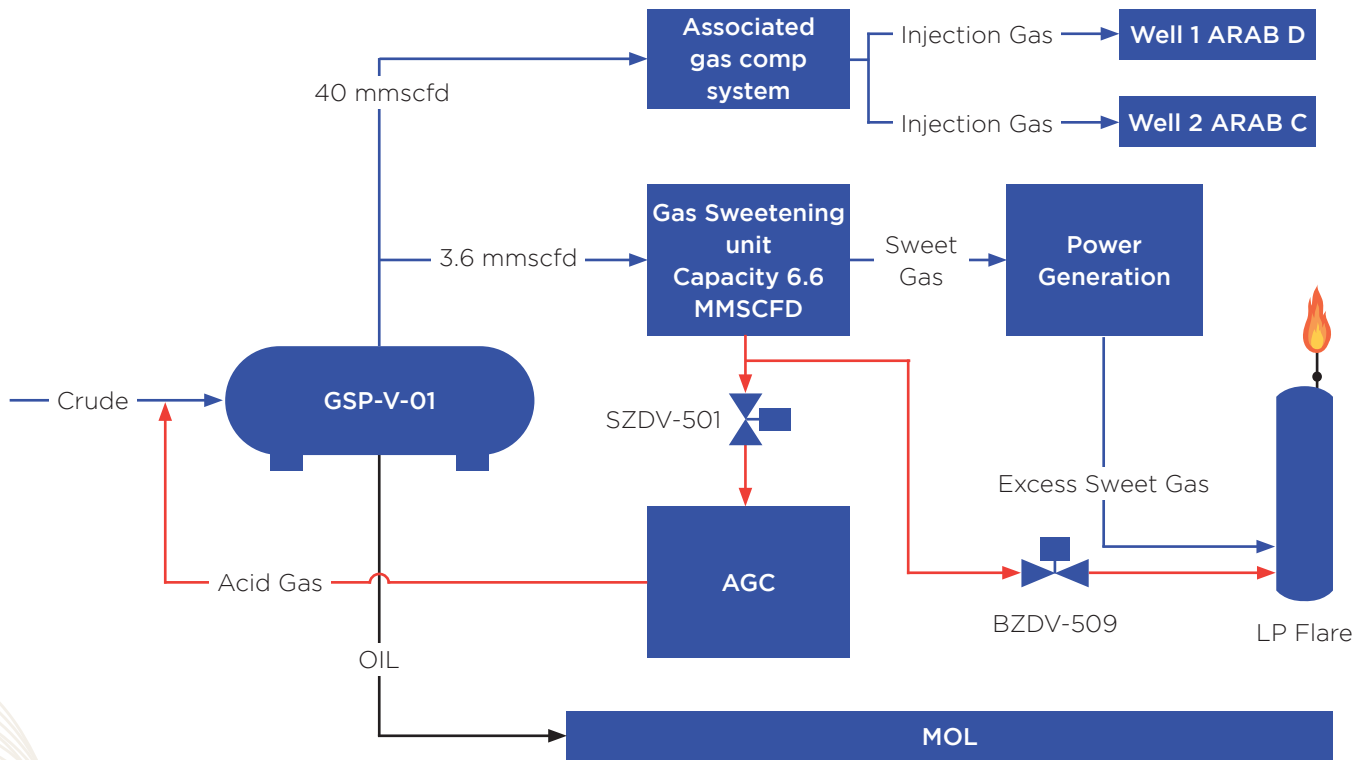 Associated
gas comp
system
Injection Gas
Well 1 ARAB D
40 mmscfd
Injection Gas
Well 2 ARAB C
Gas Sweetening
unit
Capacity 6.6
MMSCFD
3.6 mmscfd
Sweet
Gas
Power
Generation
Crude
GSP-V-01
SZDV-501
Excess Sweet Gas
Acid Gas
AGC
BZDV-509
LP Flare
OIL
MOL